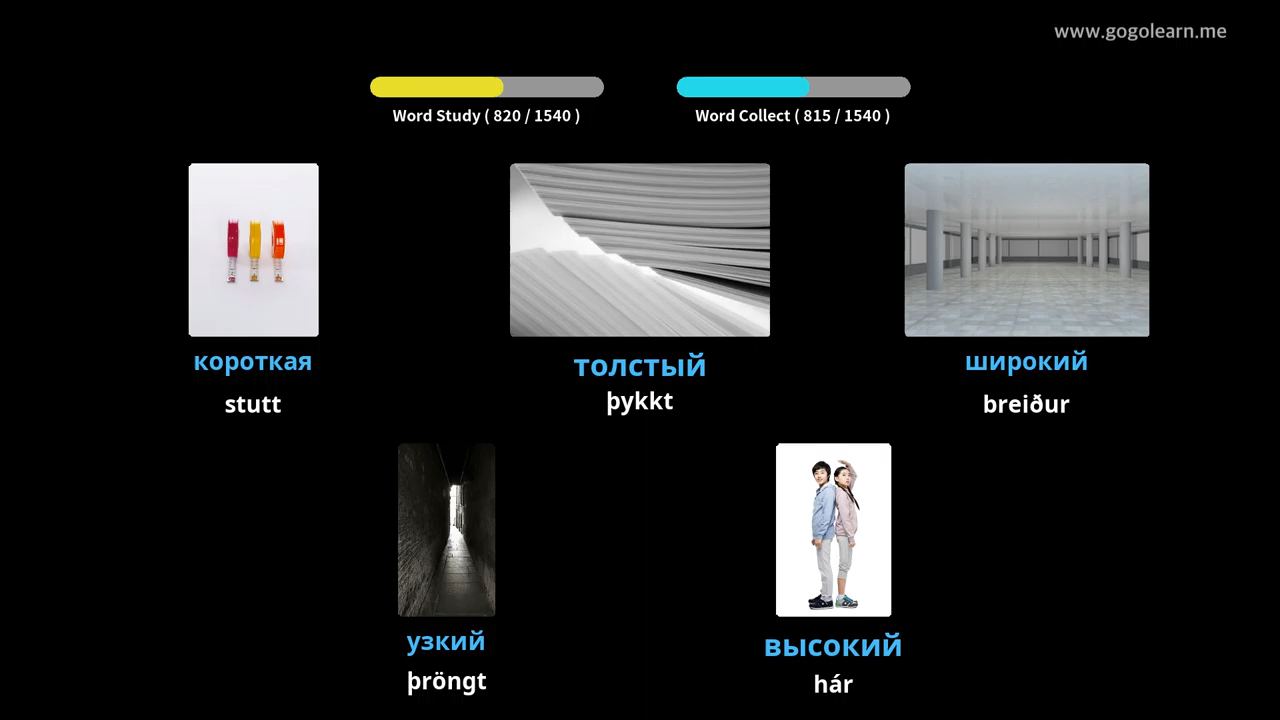 www.gogolearn.me
Word Study ( 820 / 1540 )
Word Collect ( 815 / 1540 )
короткая
толстый
широкий
stutt
þykkt
breiður
узкий
высокий
þröngt
hár